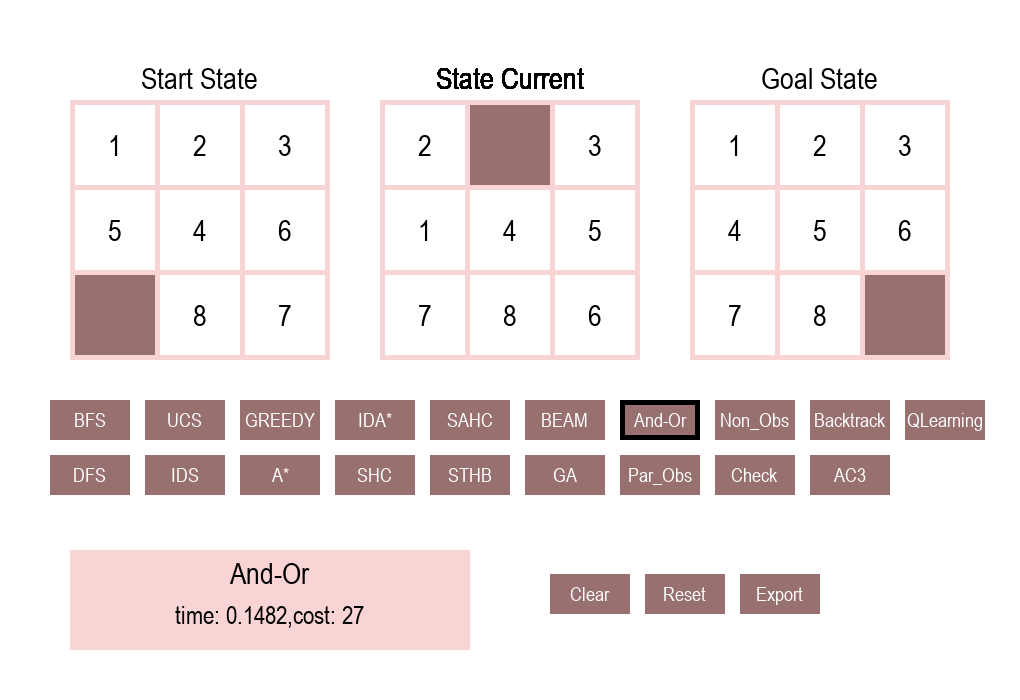 Start State State Current Goal State
1 2 3 2 3 1 2 3
5 4 6 1 4 5 4 5 6
8 7 7 8 6 7 8
BFS UCS GREEDY IDA* SAHC BEAM And-Or Non_Obs Backtrack QLearning
DFS IDS A* SHC STHB GA Par_Obs Check AC3
And-Or
time: 0.1482,cost: 27
Clear Reset Export